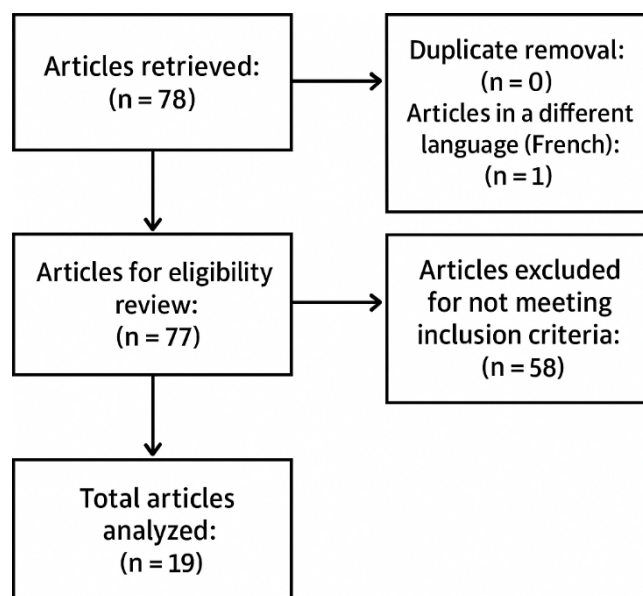 Articles retrieved:
(n = 78)
Duplicate removal:
(n = 0)
Articles in a different
language (French):
(n = 1)
Articles for eligibility
review:
(n = 77)
Articles excluded
for not meeting
inclusion criteria:
(n = 58)
Total articles
analyzed:
(n = 19)